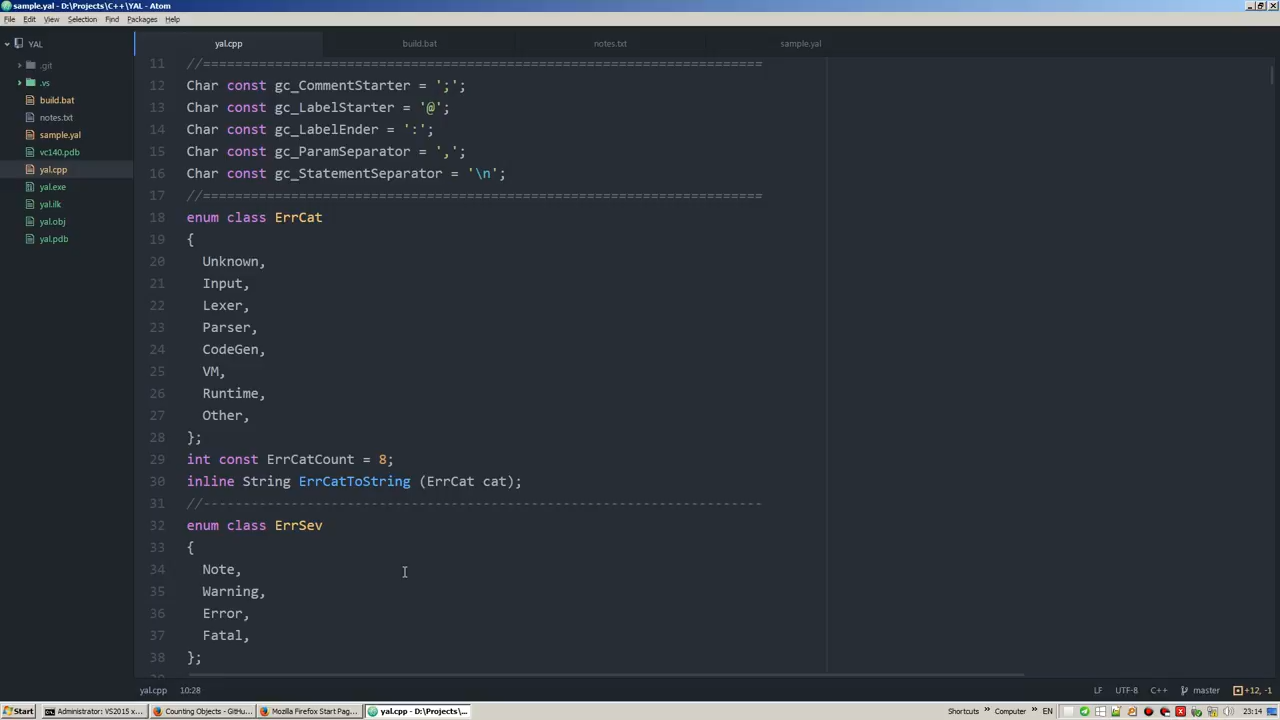 sample.yal - D:\Projects\C++\YAL - Atom
File Edit View Selection Find Packages Help
YAL
yal.cpp build.bat notes.txt sample.yal
.git
.vs
build.bat
notes.txt
sample.yal
vc140.pdb
yal.cpp
yal.exe
yal.ilk
yal.obj
yal.pdb
11 //======================================================================
12 Char const gc_CommentStarter = ';';
13 Char const gc_LabelStarter = '@';
14 Char const gc_LabelEnder = ':';
15 Char const gc_ParamSeparator = ',';
16 Char const gc_StatementSeparator = '\n';
17 //======================================================================
18 enum class ErrCat
19 {
20 Unknown,
21 Input,
22 Lexer,
23 Parser,
24 CodeGen,
25 VM,
26 Runtime,
27 Other,
28 };
29 int const ErrCatCount = 8;
30 inline String ErrCatToString (ErrCat cat);
31 //----------------------------------------------------------------------
32 enum class ErrSev
33 {
34 Note,
35 Warning,
36 Error,
37 Fatal,
38 };
yal.cpp 10:28 LF UTF-8 C++ master +12, -1
Start Administrator: VS2015 x... Counting Objects - GitHu... Mozilla Firefox Start Pag... yal.cpp - D:\Projects\... Shortcuts » Computer » EN 23:14